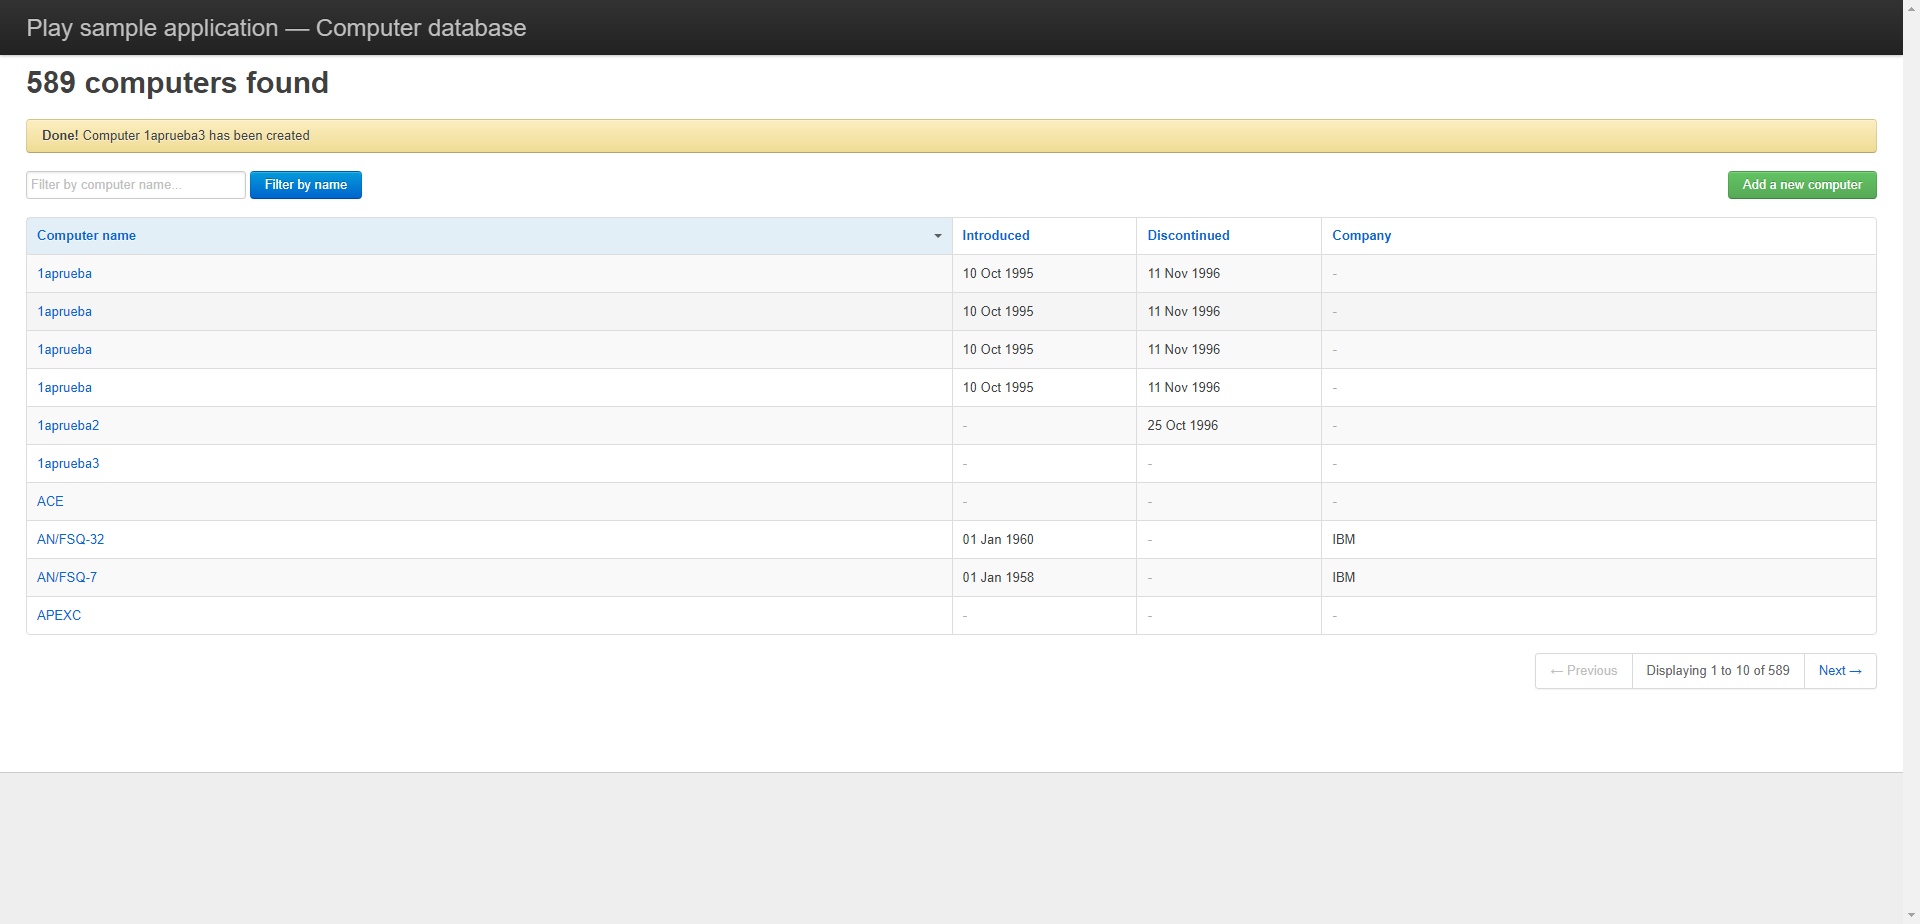 Play sample application — Computer database
589 computers found
Done! Computer 1aprueba3 has been created
Filter by computer name... Filter by name Add a new computer
Computer name Introduced Discontinued Company
1aprueba 10 Oct 1995 11 Nov 1996 -
1aprueba 10 Oct 1995 11 Nov 1996 -
1aprueba 10 Oct 1995 11 Nov 1996 -
1aprueba 10 Oct 1995 11 Nov 1996 -
1aprueba2 - 25 Oct 1996 -
1aprueba3 - - -
ACE - - -
AN/FSQ-32 01 Jan 1960 - IBM
AN/FSQ-7 01 Jan 1958 - IBM
APEXC - - -
← Previous Displaying 1 to 10 of 589 Next →